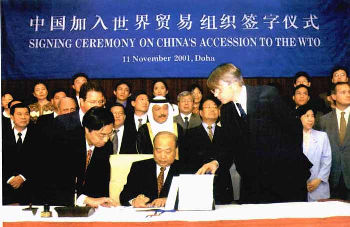 中国加入世界贸易组织签字仪式
SIGNING CEREMONY ON CHINA'S ACCESSION TO THE WTO
11 November 2001, Doha